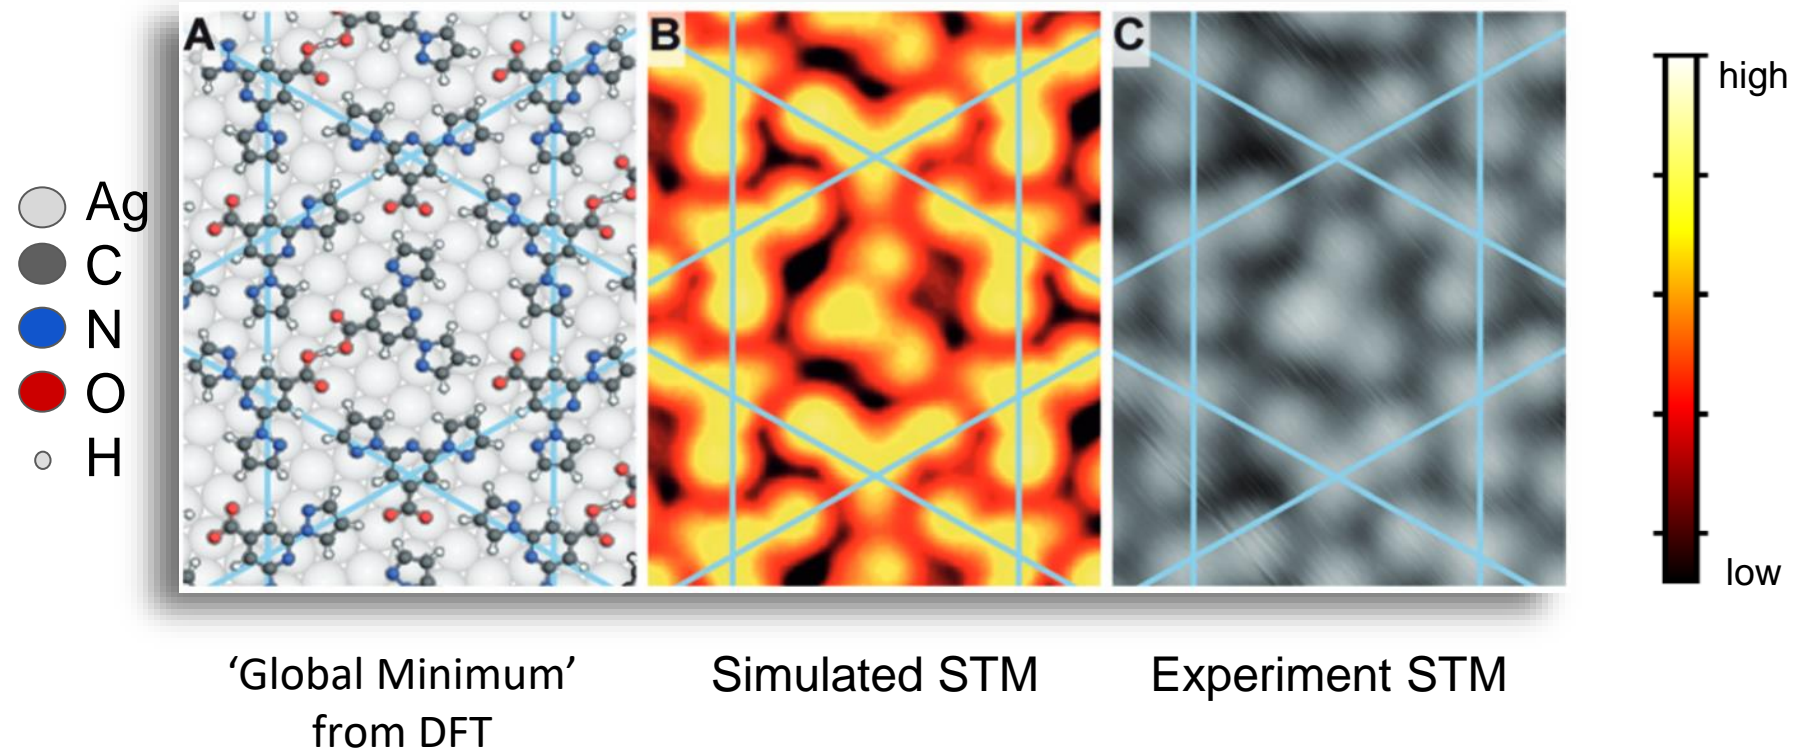 A
B
C
high
Ag
C
N
O
H
low
‘Global Minimum’
from DFT
Simulated STM
Experiment STM